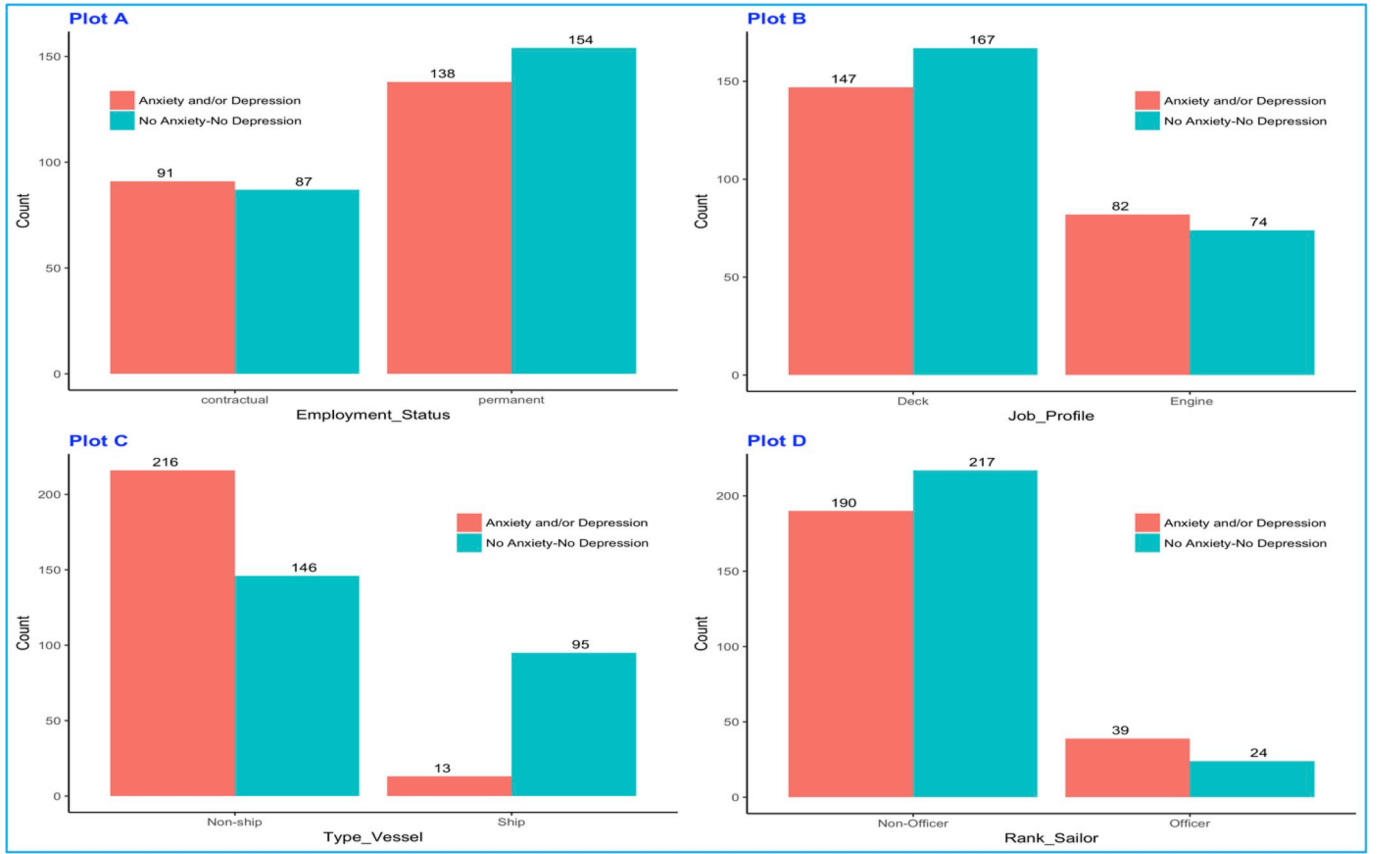 Plot A
154
150
138
Anxiety and/or Depression
No Anxiety-No Depression
100
91
87
Count
50
0
contractual
permanent
Employment_Status
Plot B
167
150
147
Anxiety and/or Depression
No Anxiety-No Depression
100
82
74
Count
50
0
Deck
Engine
Job_Profile
Plot C
216
200
Anxiety and/or Depression
No Anxiety-No Depression
150
146
100
95
Count
50
13
0
Non-ship
Ship
Type_Vessel
Plot D
217
200
190
Anxiety and/or Depression
No Anxiety-No Depression
150
Count
100
50
39
24
0
Non-Officer
Officer
Rank_Sailor